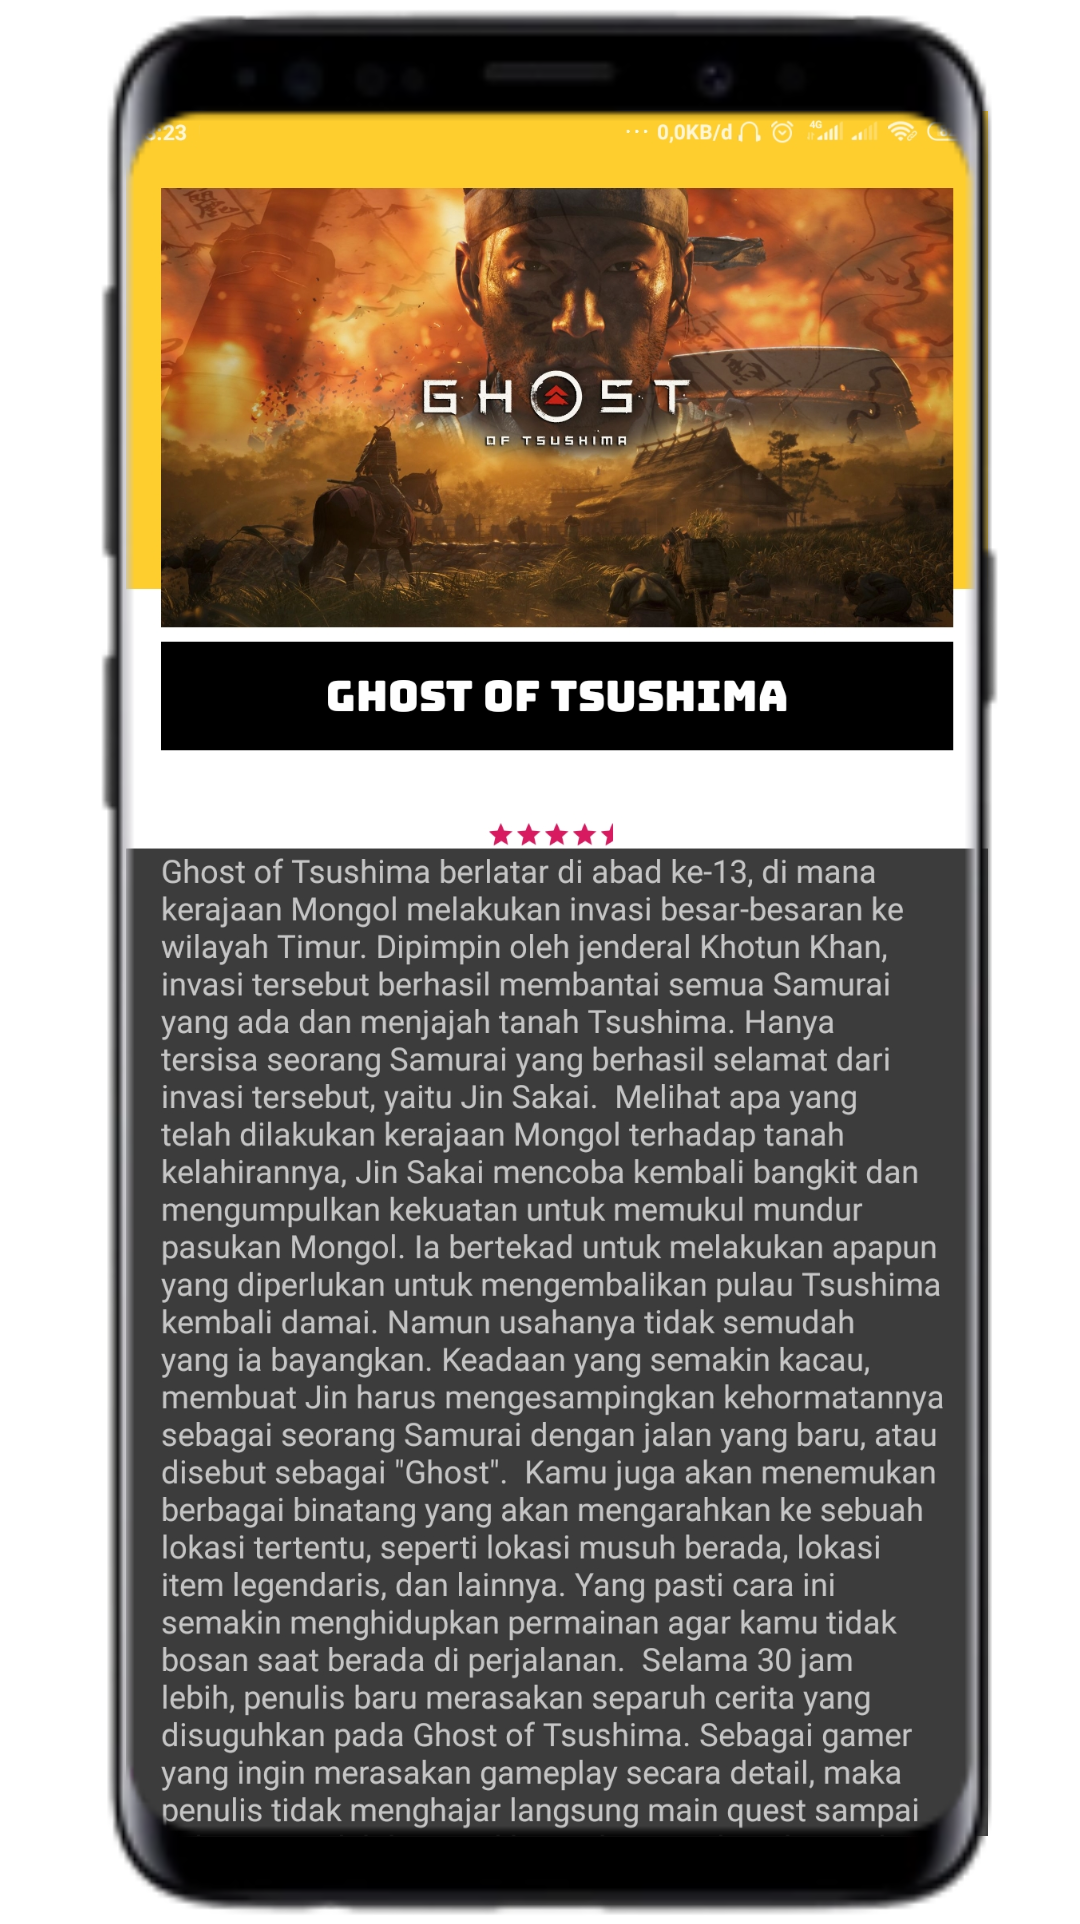 :23
... 0,0KB/d 4G
GHOST
OF TSUSHIMA
GHOST OF TSUSHIMA
Ghost of Tsushima berlatar di abad ke-13, di mana
kerajaan Mongol melakukan invasi besar-besaran ke
wilayah Timur. Dipimpin oleh jenderal Khotun Khan,
invasi tersebut berhasil membantai semua Samurai
yang ada dan menjajah tanah Tsushima. Hanya
tersisa seorang Samurai yang berhasil selamat dari
invasi tersebut, yaitu Jin Sakai.  Melihat apa yang
telah dilakukan kerajaan Mongol terhadap tanah
kelahirannya, Jin Sakai mencoba kembali bangkit dan
mengumpulkan kekuatan untuk memukul mundur
pasukan Mongol. Ia bertekad untuk melakukan apapun
yang diperlukan untuk mengembalikan pulau Tsushima
kembali damai. Namun usahanya tidak semudah
yang ia bayangkan. Keadaan yang semakin kacau,
membuat Jin harus mengesampingkan kehormatannya
sebagai seorang Samurai dengan jalan yang baru, atau
disebut sebagai "Ghost".  Kamu juga akan menemukan
berbagai binatang yang akan mengarahkan ke sebuah
lokasi tertentu, seperti lokasi musuh berada, lokasi
item legendaris, dan lainnya. Yang pasti cara ini
semakin menghidupkan permainan agar kamu tidak
bosan saat berada di perjalanan.  Selama 30 jam
lebih, penulis baru merasakan separuh cerita yang
disuguhkan pada Ghost of Tsushima. Sebagai gamer
yang ingin merasakan gameplay secara detail, maka
penulis tidak menghajar langsung main quest sampai